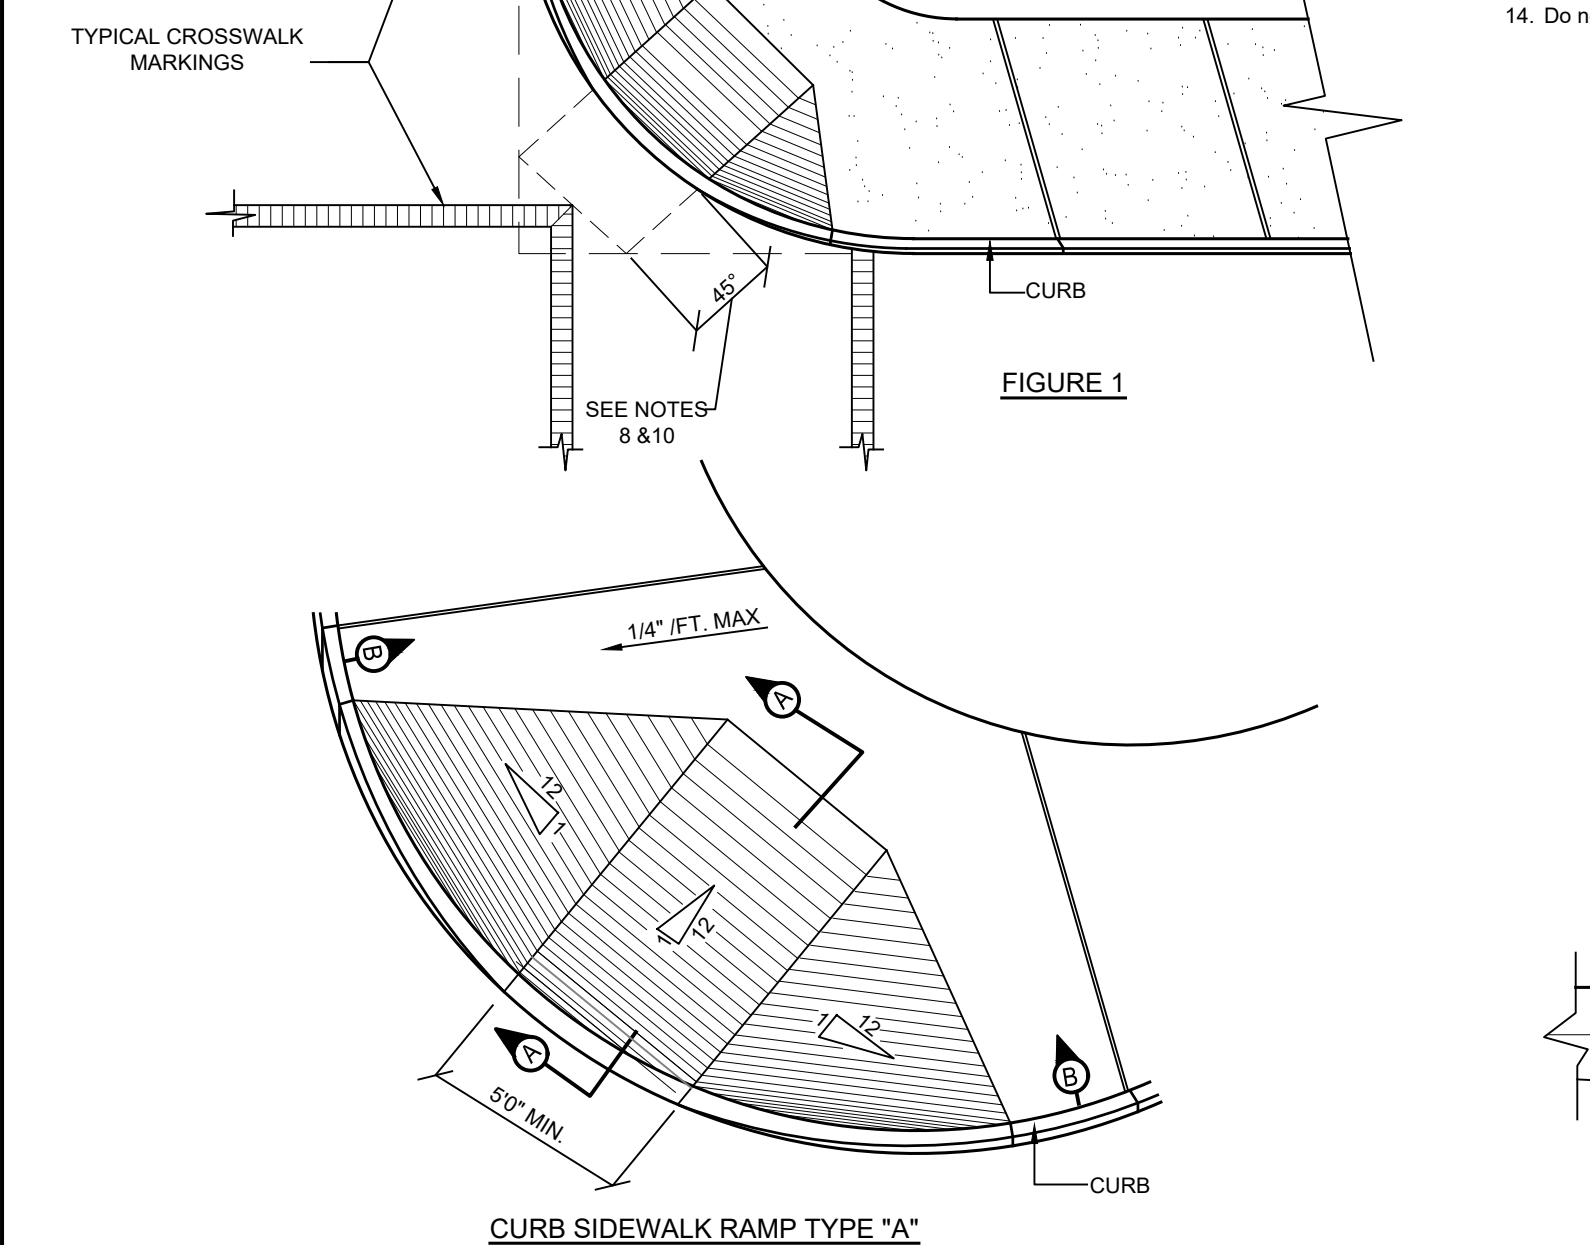 TYPICAL CROSSWALK
MARKINGS
14. Do n
45°
CURB
FIGURE 1
SEE NOTES
8 &10
1/4" /FT. MAX
B
A
12
1
1
12
1
12
A
B
5'0" MIN.
CURB
CURB SIDEWALK RAMP TYPE "A"